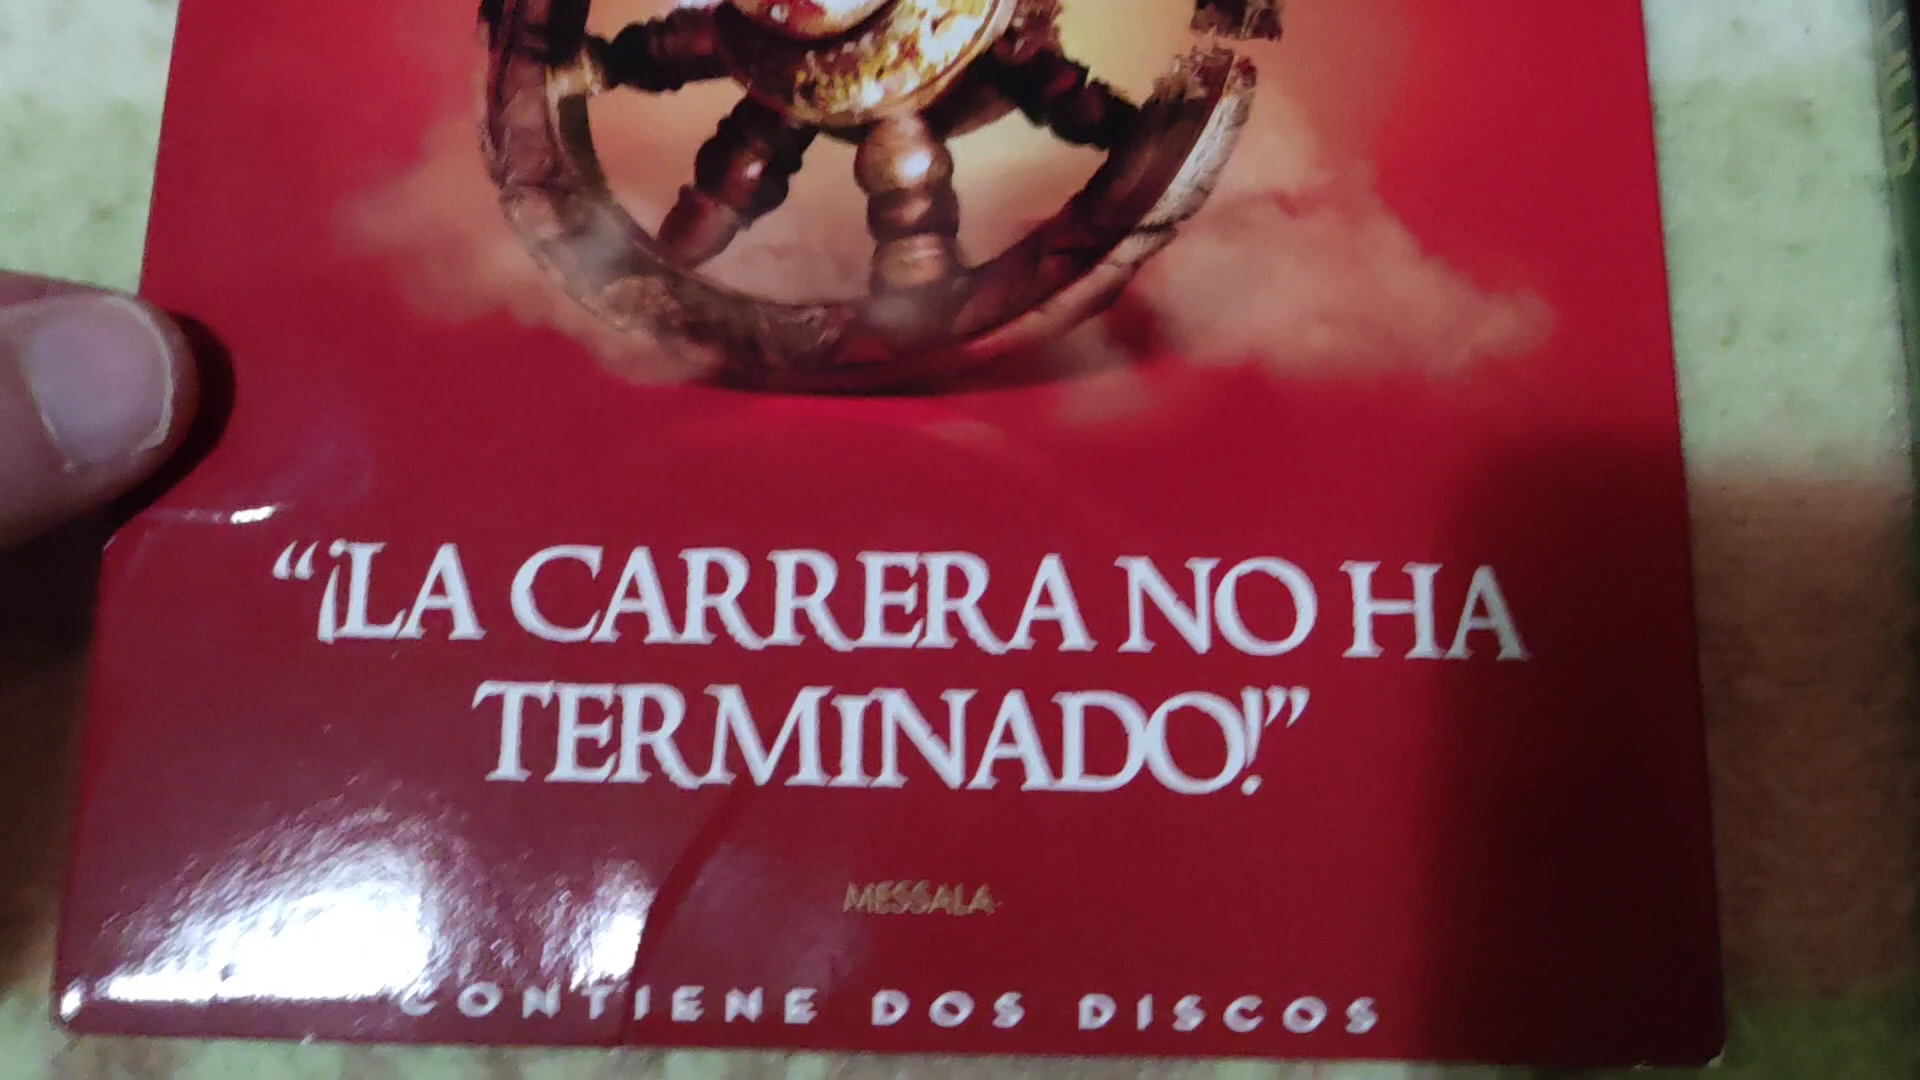 “¡LA CARRERA NO HA
TERMINADO!”
MESSALA
CONTIENE DOS DISCOS